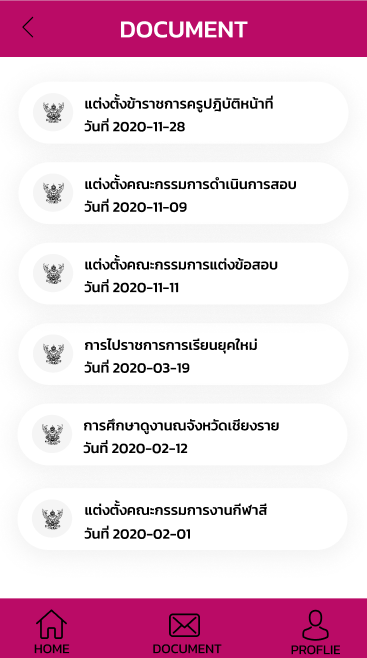 DOCUMENT
แต่งตั้งข้าราชการครูปฎิบัติหน้าที่
วันที่ 2020-11-28
แต่งตั้งคณะกรรมการดำเนินการสอบ
วันที่ 2020-11-09
แต่งตั้งคณะกรรมการแต่งข้อสอบ
วันที่ 2020-11-11
การไปราชการการเรียนยุคใหม่
วันที่ 2020-03-19
การศึกษาดูงานณจังหวัดเชียงราย
วันที่ 2020-02-12
แต่งตั้งคณะกรรมการงานกีฬาสี
วันที่ 2020-02-01
HOME
DOCUMENT
PROFLIE